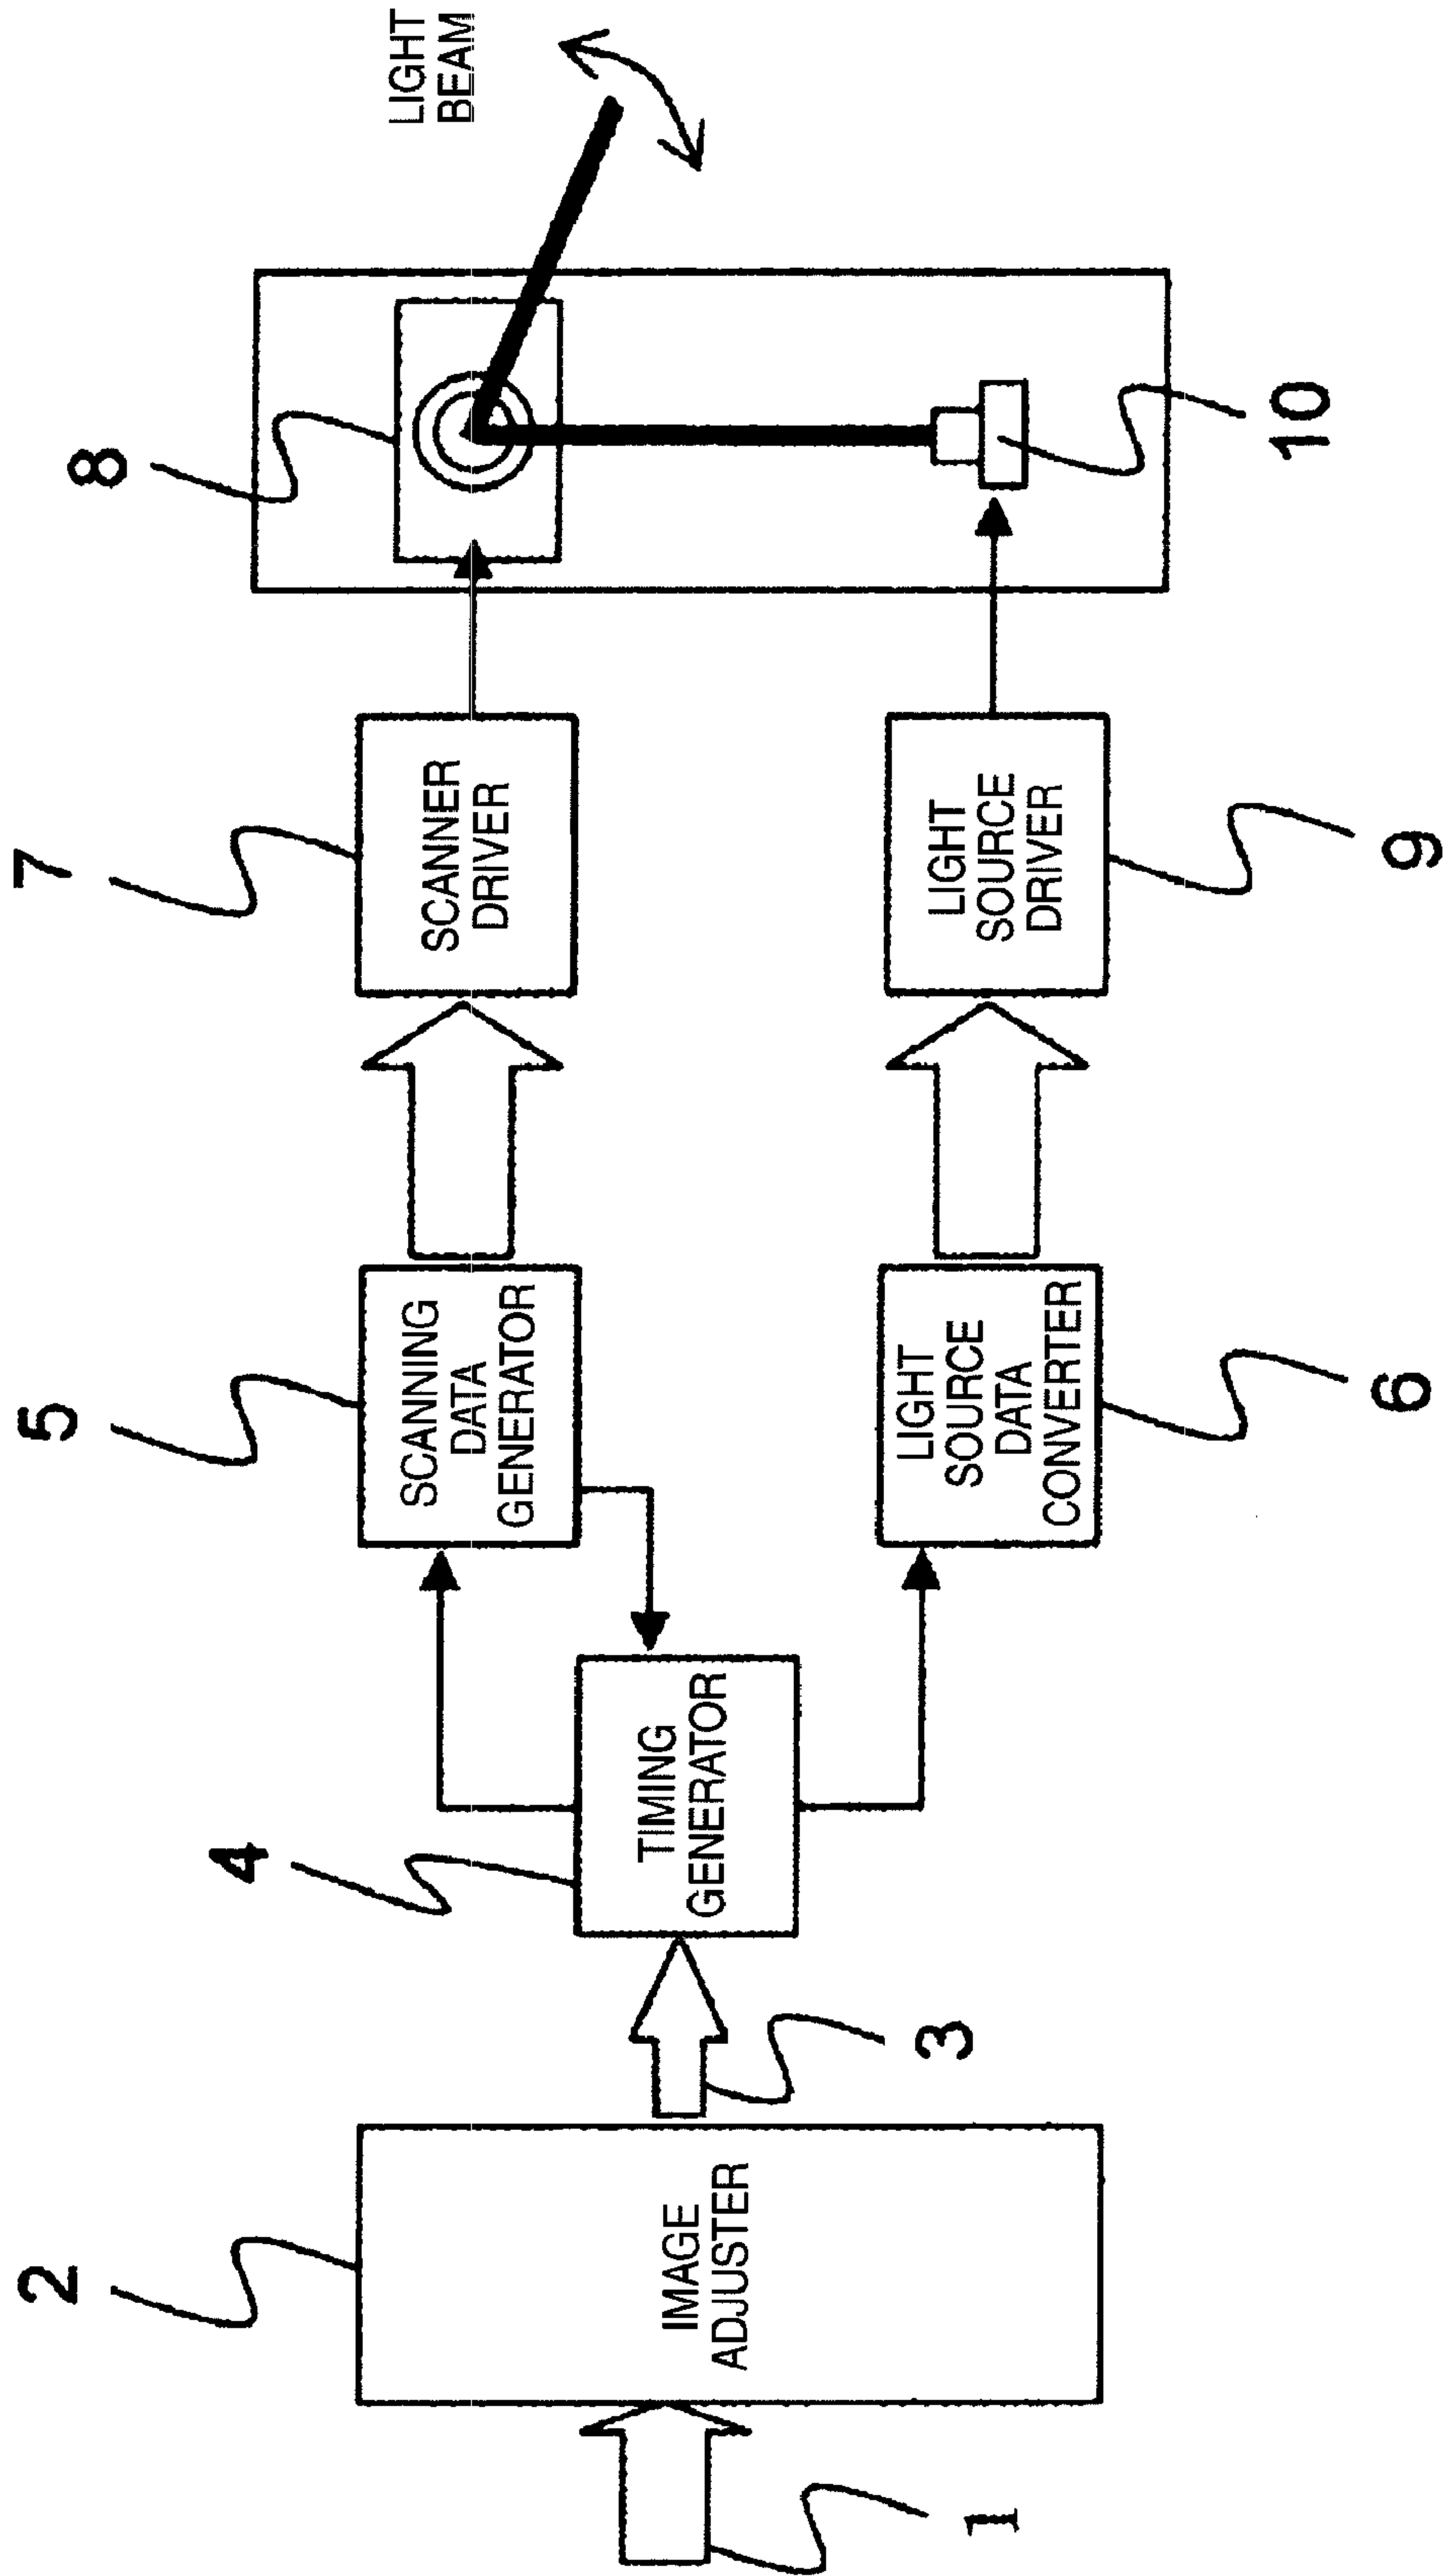 LIGHT
BEAM
8
10
7
SCANNER
DRIVER
LIGHT
SOURCE
DRIVER
9
5
SCANNING
DATA
GENERATOR
LIGHT
SOURCE
DATA
CONVERTER
6
4
TIMING
GENERATOR
3
2
IMAGE
ADJUSTER
1